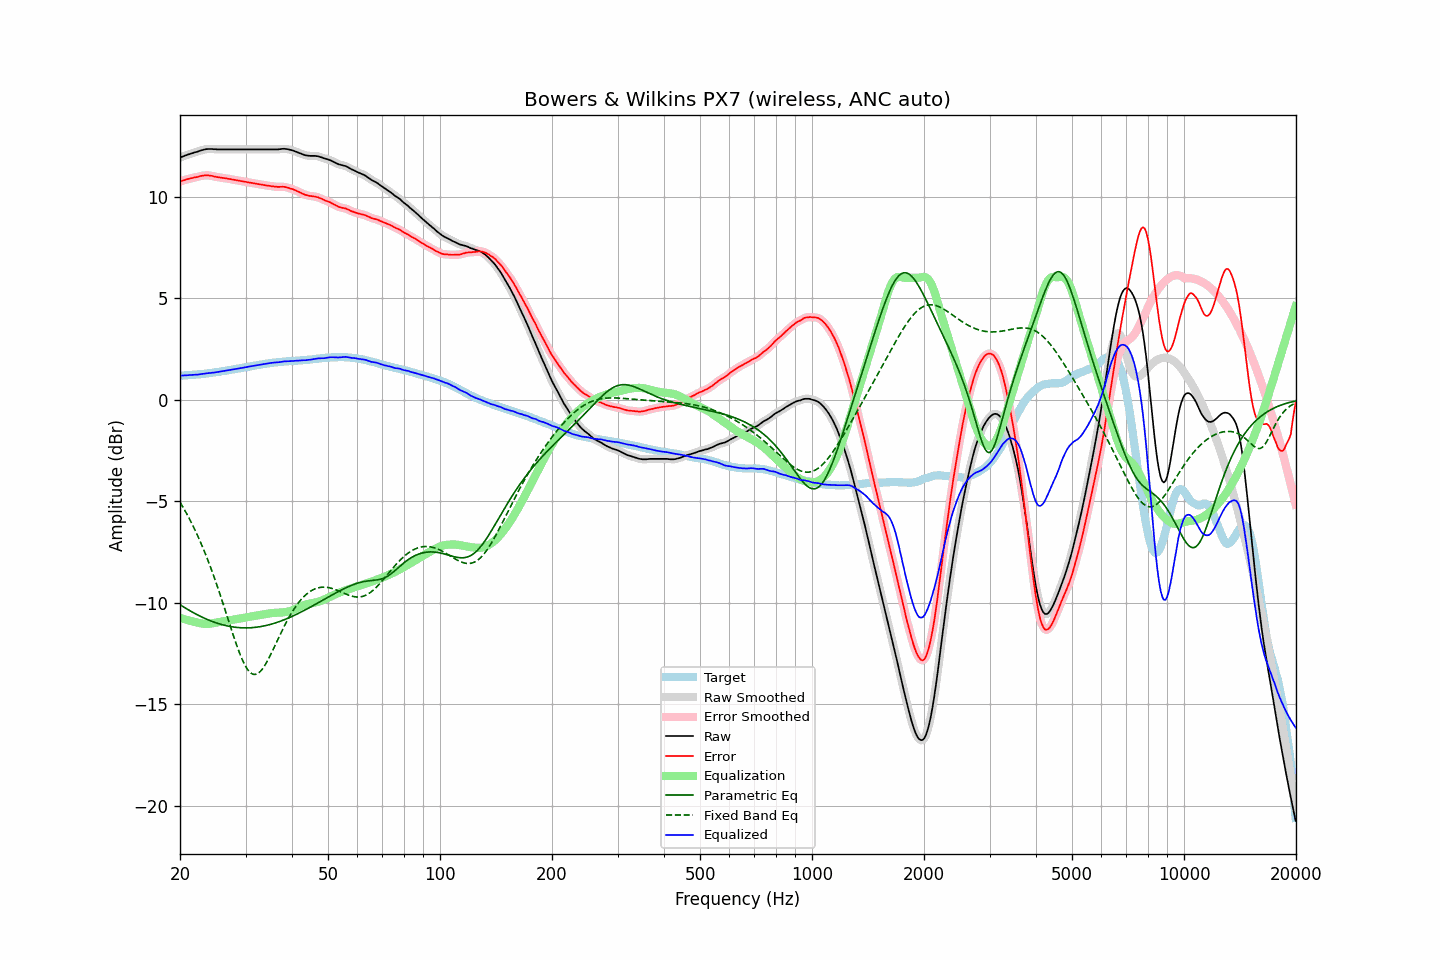 Bowers & Wilkins PX7 (wireless, ANC auto)
10
5
0
−5
−10
−15
−20
Amplitude (dBr)
Target
Raw Smoothed
Error Smoothed
Raw
Error
Equalization
Parametric Eq
Fixed Band Eq
Equalized
20 50 100 200 500 1000 2000 5000 10000 20000
Frequency (Hz)